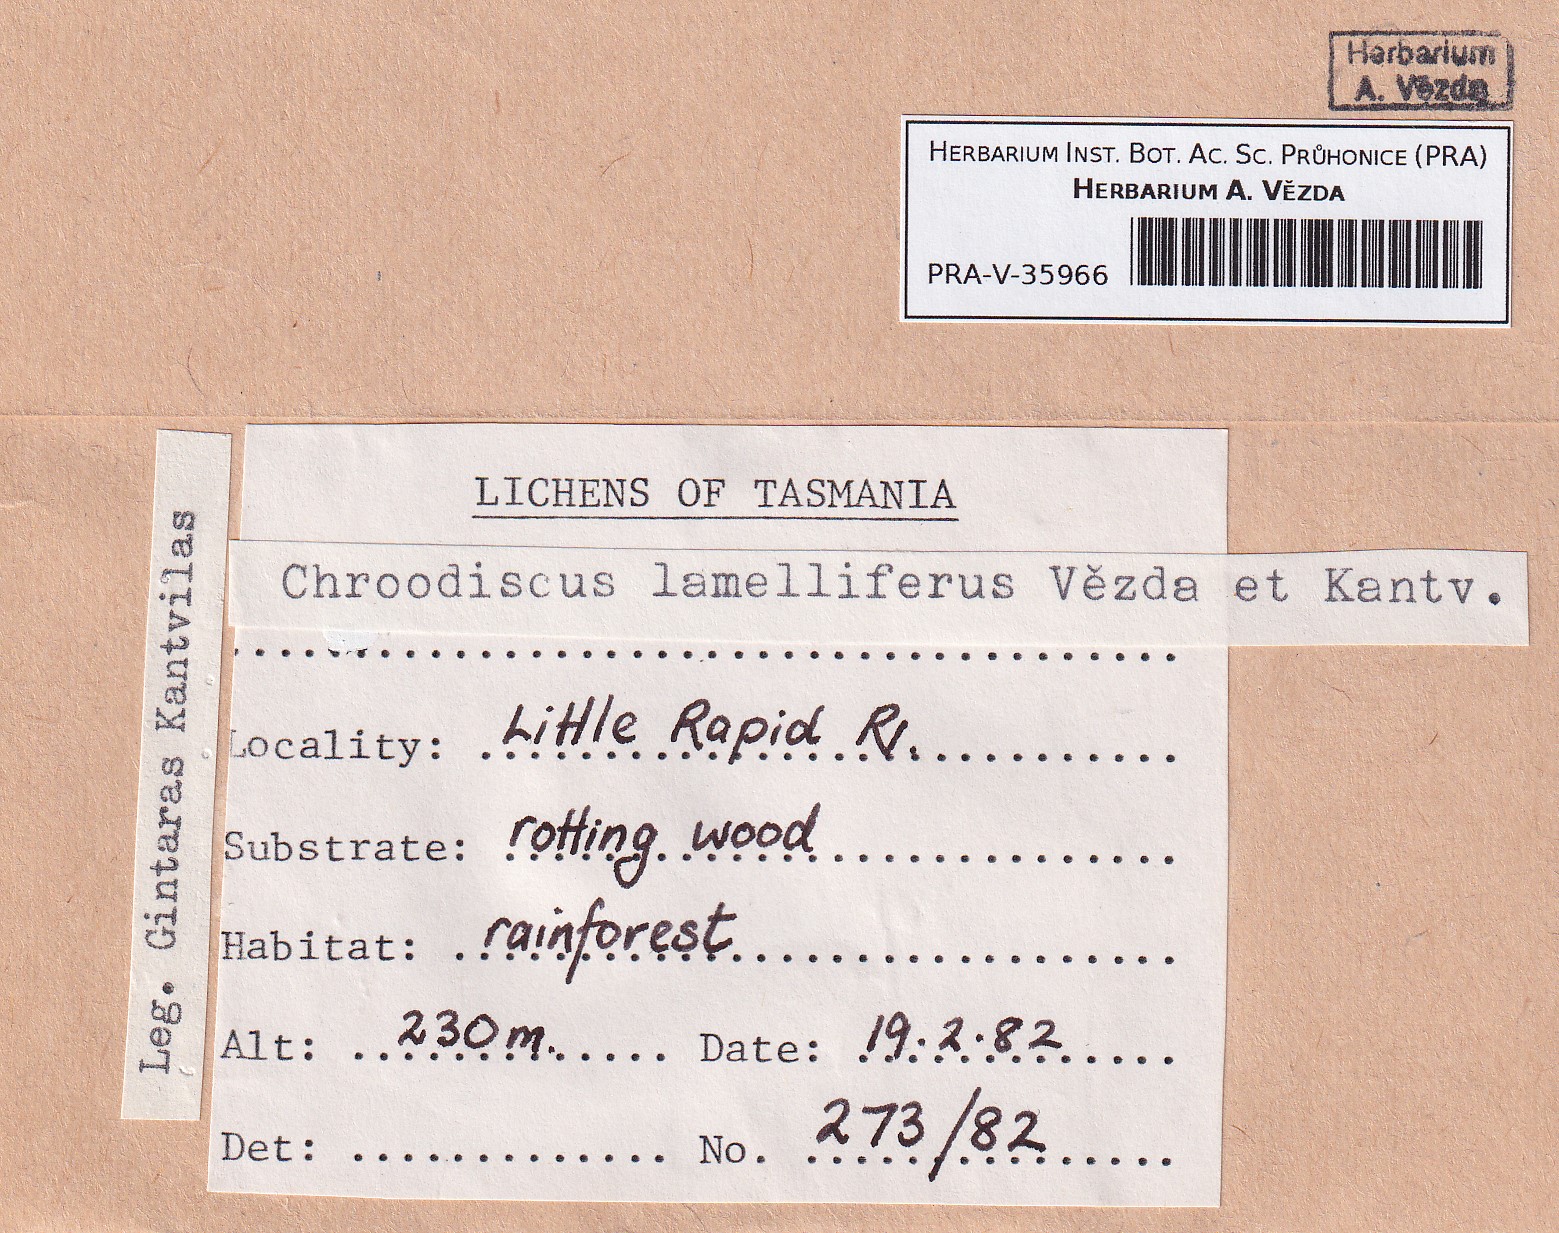 Herbarium
A. Vězda
HERBARIUM INST. BOT. AC. SC. PRŮHONICE (PRA)
HERBARIUM A. VĚZDA
PRA-V-35966
LICHENS OF TASMANIA
Chroodiscus lamelliferus Vězda et Kantv.
Leg. Gintaras Kantvilas
Locality: Little Rapid R.
Substrate: rotting wood
Habitat: rainforest
Alt: 230m. Date: 19.2.82
Det: No. 273/82